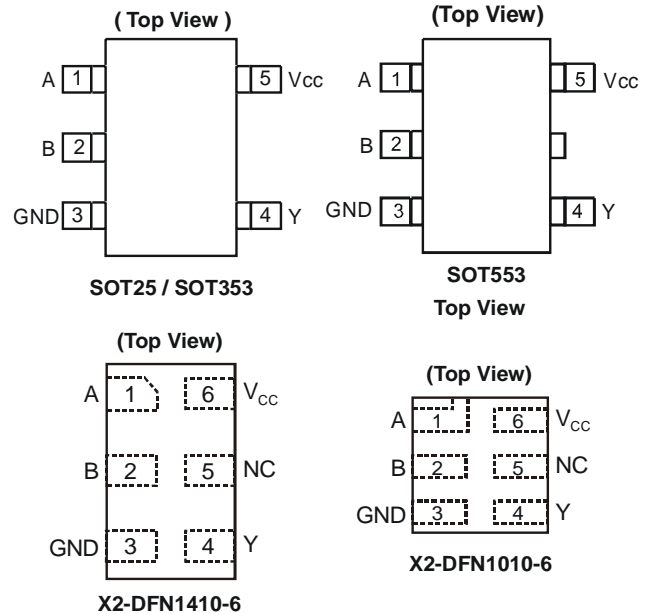 ( Top View )
A 1 5 Vcc
B 2
GND 3 4 Y
SOT25 / SOT353
(Top View)
A 1 5 Vcc
B 2
GND 3 4 Y
SOT553
Top View
(Top View)
A 1 6 VCC
B 2 5 NC
GND 3 4 Y
X2-DFN1410-6
(Top View)
A 1 6 VCC
B 2 5 NC
GND 3 4 Y
X2-DFN1010-6